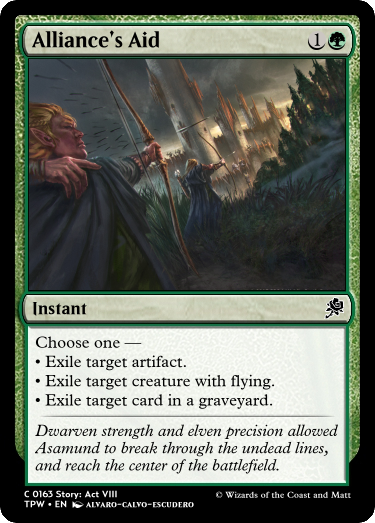 Alliance's Aid 1
Instant
Choose one —
• Exile target artifact.
• Exile target creature with flying.
• Exile target card in a graveyard.
Dwarven strength and elven precision allowed
Asamund to break through the undead lines,
and reach the center of the battlefield.
C 0163 Story: Act VIII
© Wizards of the Coast and Matt
TPW • EN ALVARO-CALVO-ESCUDERO